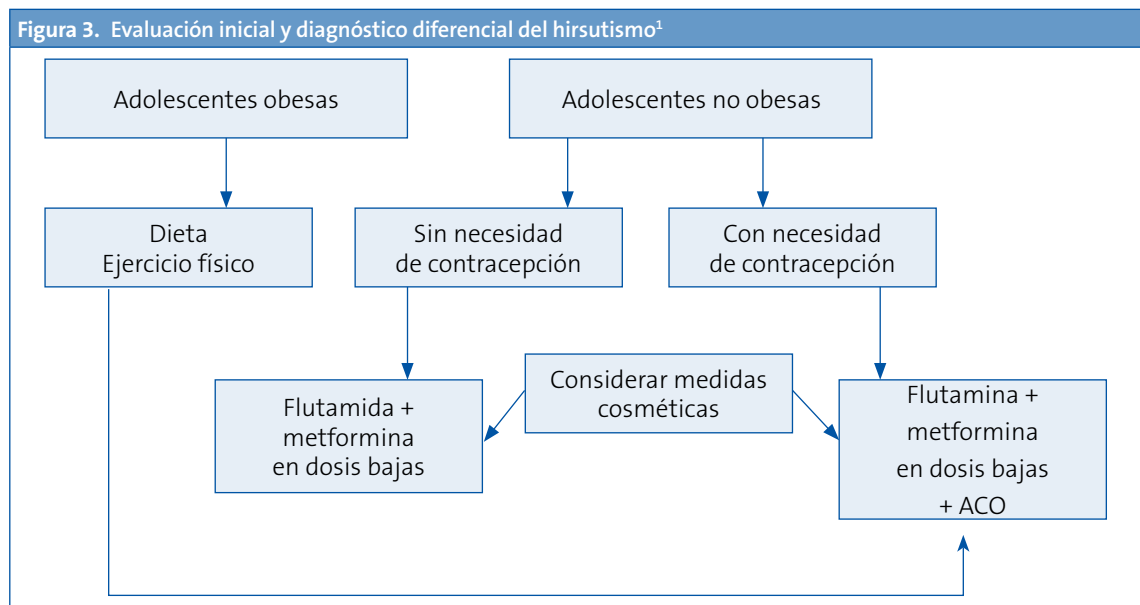 Figura 3. Evaluación inicial y diagnóstico diferencial del hirsutismo¹
Adolescentes obesas
Adolescentes no obesas
Dieta
Ejercicio físico
Sin necesidad
de contracepción
Con necesidad
de contracepción
Considerar medidas
cosméticas
Flutamida +
metformina
en dosis bajas
Flutamina +
metformina
en dosis bajas
+ ACO